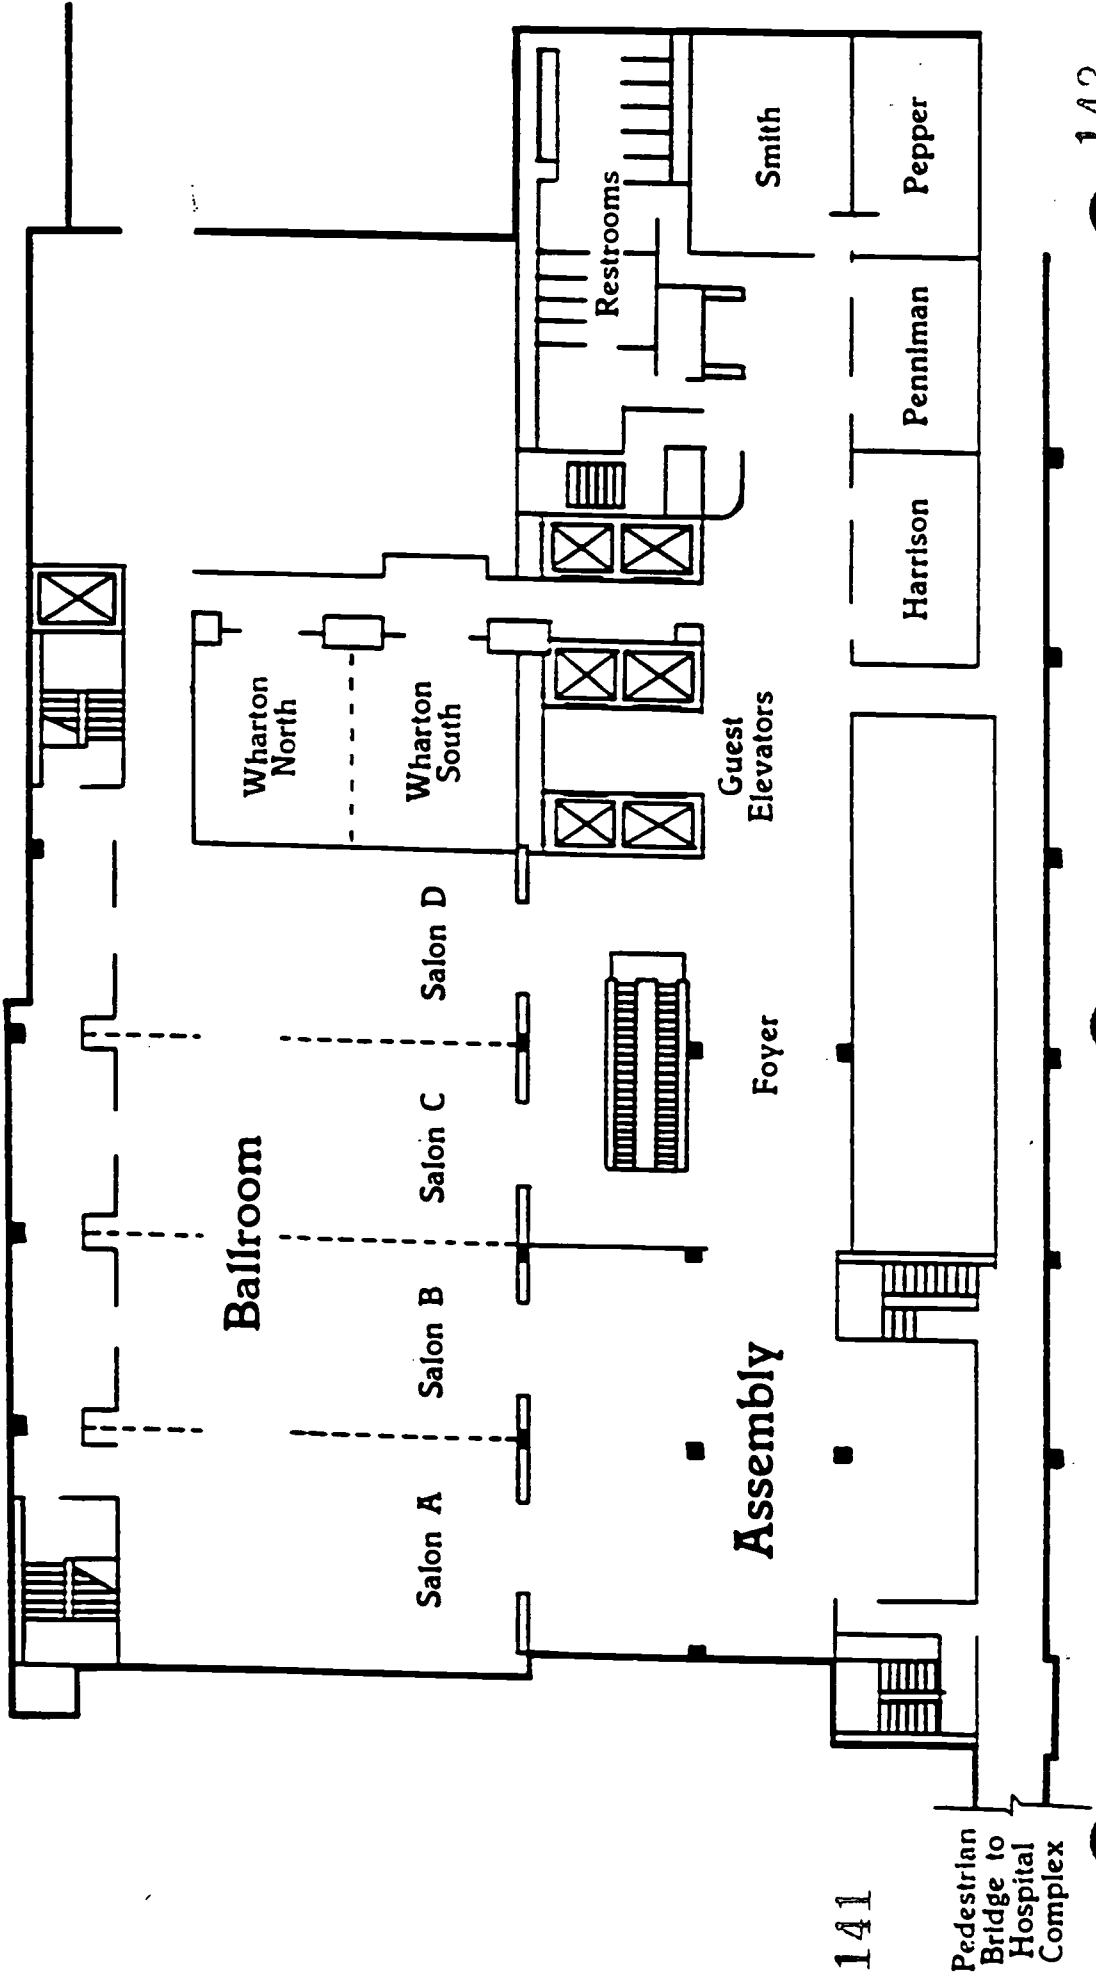 Ballroom
Wharton
North
Wharton
South
Salon A
Salon B
Salon C
Salon D
Restrooms
Guest
Elevators
Foyer
Assembly
Smith
Pepper
Penniman
Harrison
Pedestrian
Bridge to
Hospital
Complex
141